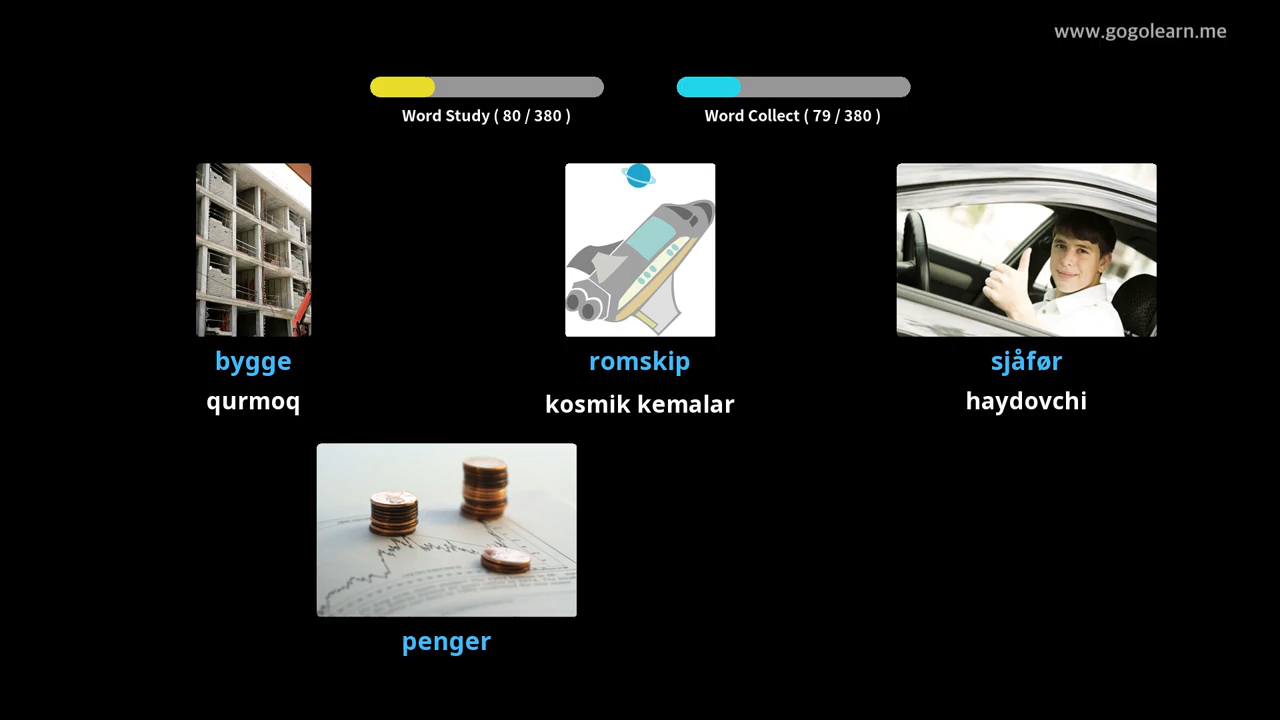 www.gogolearn.me
Word Study ( 80 / 380 )
Word Collect ( 79 / 380 )
bygge
romskip
sjåfør
qurmoq
kosmik kemalar
haydovchi
penger